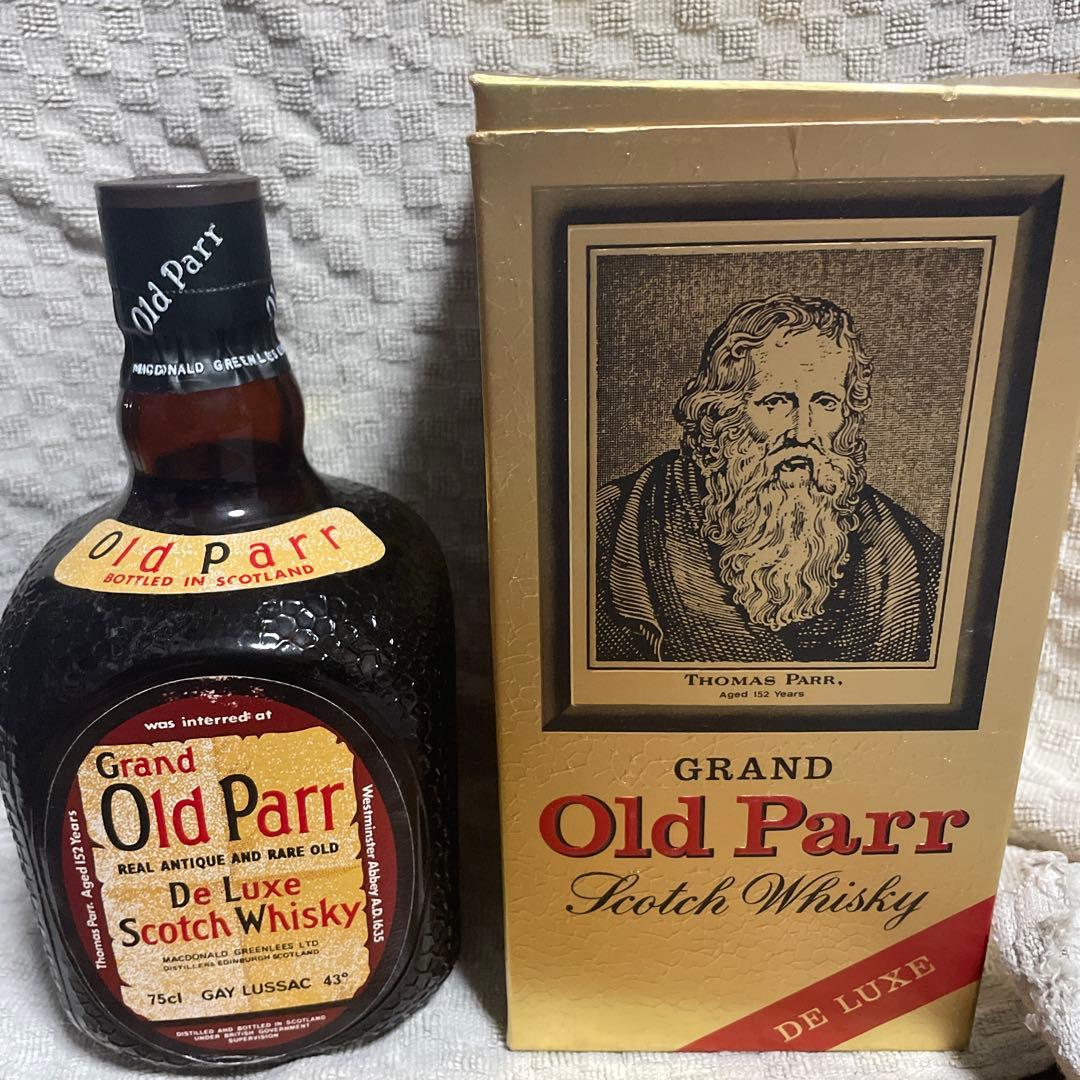 Old Parr
MACDONALD GREENLEES
Old Parr
BOTTLED IN SCOTLAND
was interred at
Grand
Old Parr
REAL ANTIQUE AND RARE OLD
De Luxe
Scotch Whisky
MACDONALD GREENLEES LTD
DISTILLERS EDINBURGH SCOTLAND
75cl GAY LUSSAC 43°
Thomas Parr. Aged 152 Years
Westminster Abbey A.D. 1635
DISTILLED AND BOTTLED IN SCOTLAND
UNDER BRITISH GOVERNMENT
SUPERVISION
THOMAS PARR,
Aged 152 Years
GRAND
Old Parr
Scotch Whisky
DE LUXE